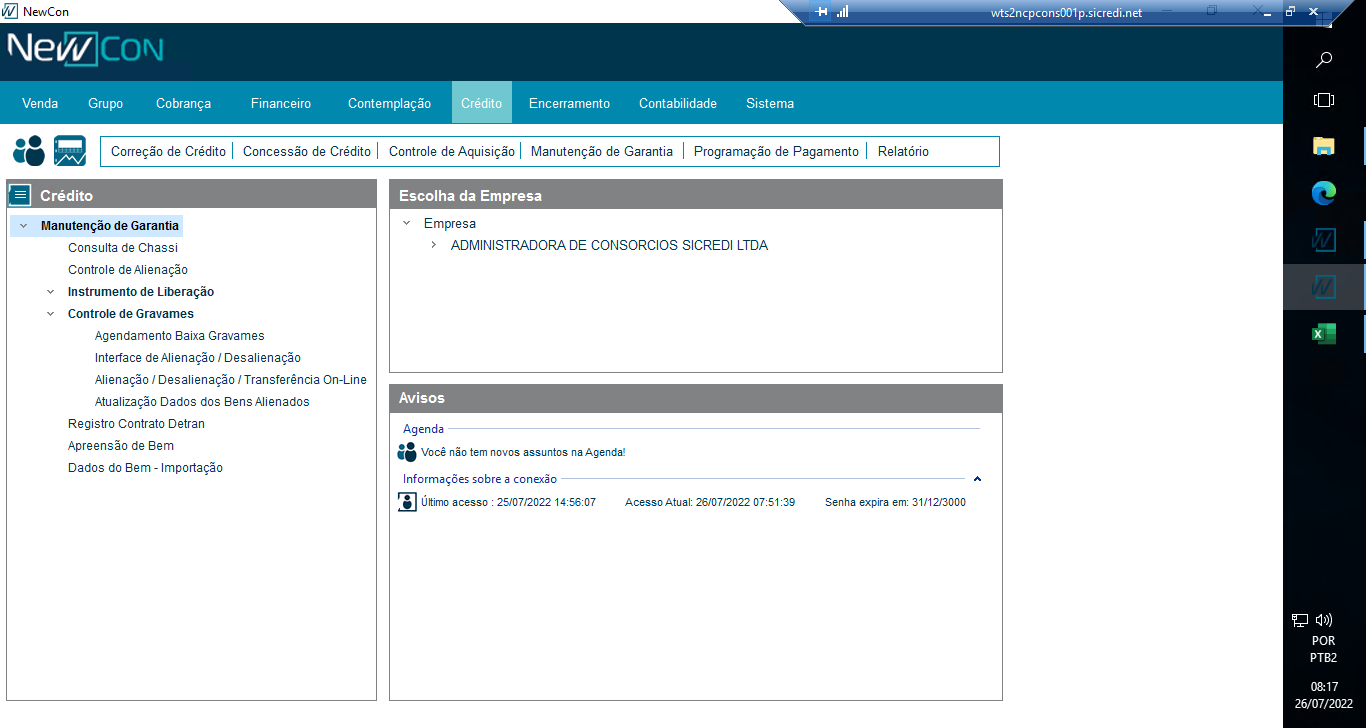 NewCon
wts2ncpcons001p.sicredi.net
NewCon
Venda Grupo Cobrança Financeiro Contemplação Crédito Encerramento Contabilidade Sistema
Correção de Crédito Concessão de Crédito Controle de Aquisição Manutenção de Garantia Programação de Pagamento Relatório
Crédito
Manutenção de Garantia
Consulta de Chassi
Controle de Alienação
Instrumento de Liberação
Controle de Gravames
Agendamento Baixa Gravames
Interface de Alienação / Desalienação
Alienação / Desalienação / Transferência On-Line
Atualização Dados dos Bens Alienados
Registro Contrato Detran
Apreensão de Bem
Dados do Bem - Importação
Escolha da Empresa
Empresa
ADMINISTRADORA DE CONSORCIOS SICREDI LTDA
Avisos
Agenda
Você não tem novos assuntos na Agenda!
Informações sobre a conexão
Último acesso : 25/07/2022 14:56:07 Acesso Atual: 26/07/2022 07:51:39 Senha expira em: 31/12/3000
POR
PTB2
08:17
26/07/2022